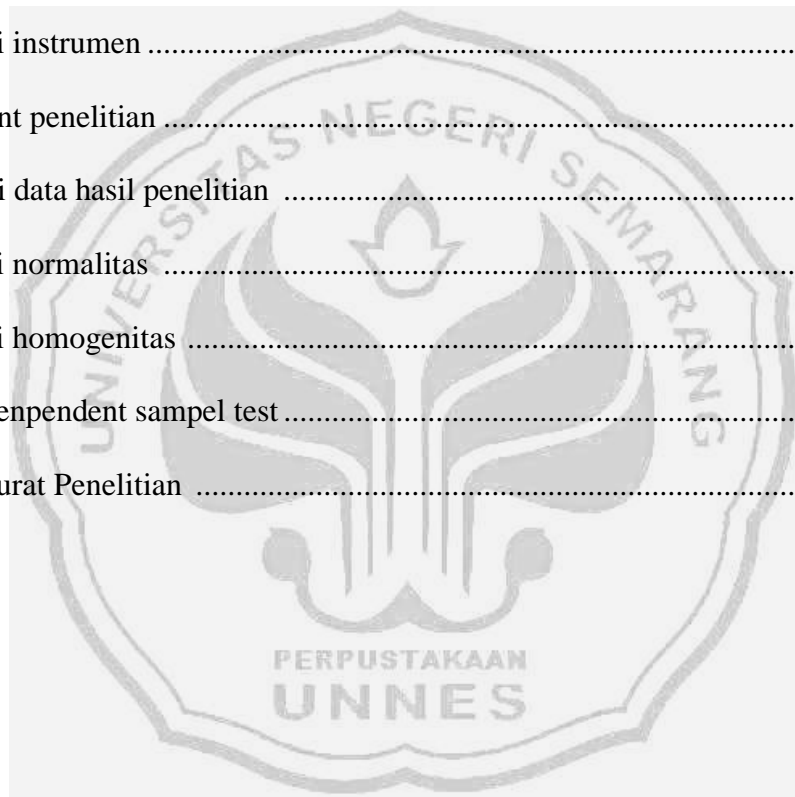 i instrumen ................................................................................
nt penelitian ................................................................................
i data hasil penelitian ................................................................
i normalitas ................................................................................
i homogenitas ............................................................................
enpendent sampel test ................................................................
urat Penelitian ............................................................................
UNIVERSITAS NEGERI SEMARANG
PERPUSTAKAAN
UNNES